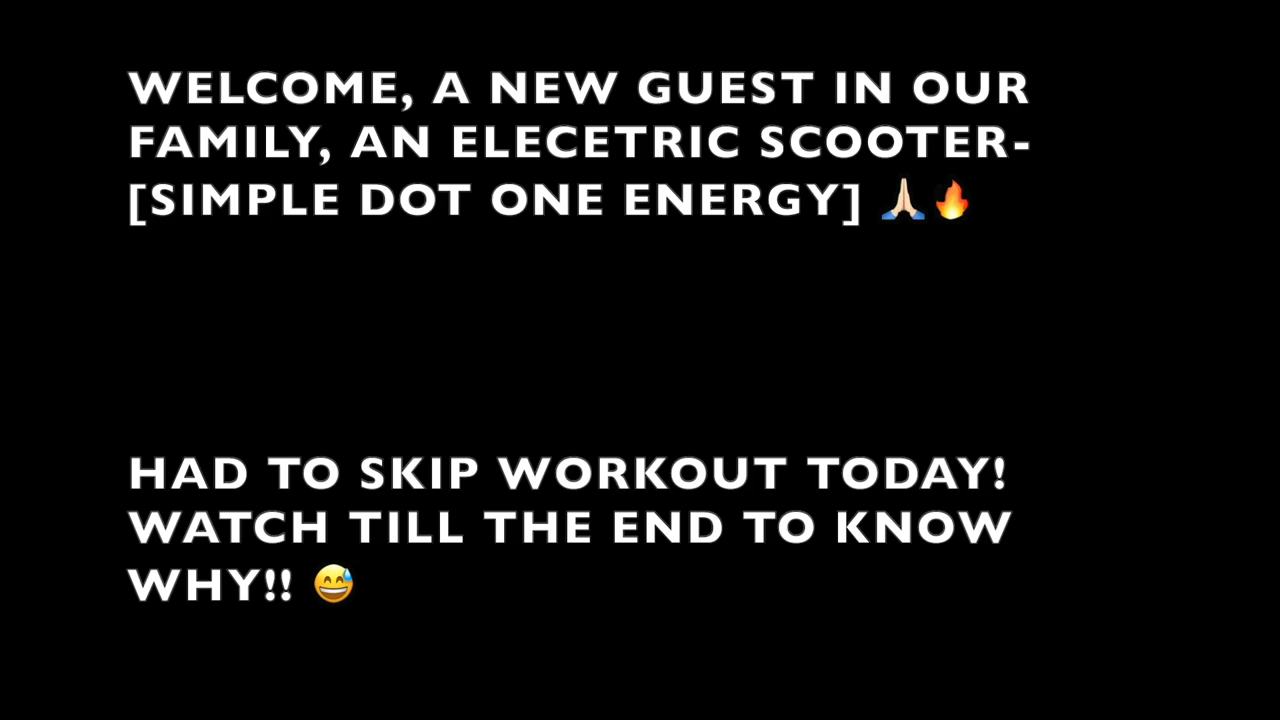 WELCOME, A NEW GUEST IN OUR
FAMILY, AN ELECETRIC SCOOTER-
[SIMPLE DOT ONE ENERGY] 🙏🏻🔥
HAD TO SKIP WORKOUT TODAY!
WATCH TILL THE END TO KNOW
WHY!! 😅